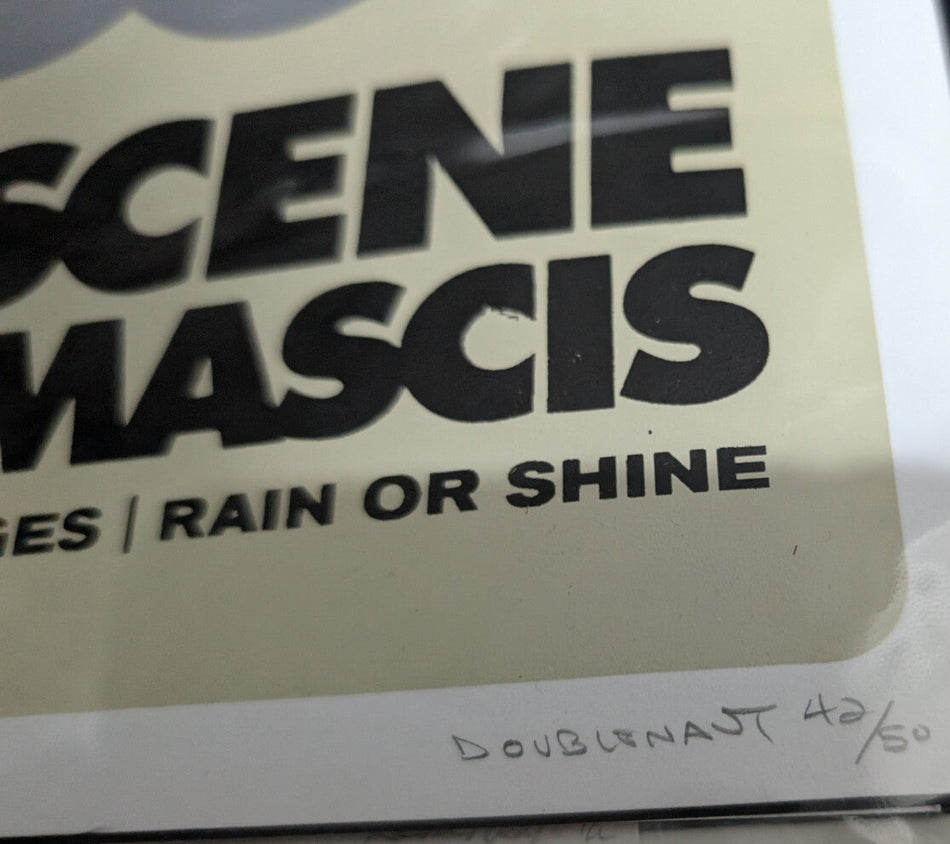 SCENE
MASCIS
GES | RAIN OR SHINE
DOUBLENAUT 42/50